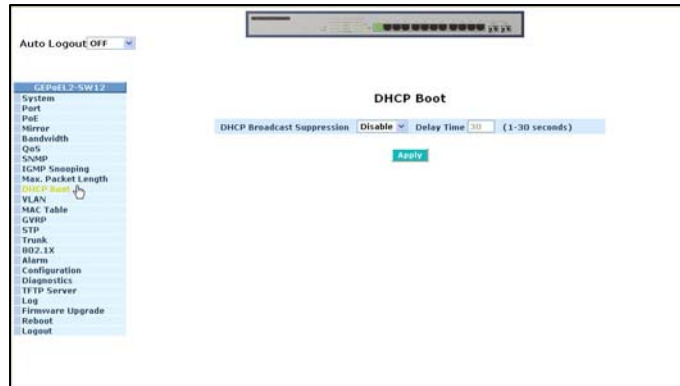 Auto Logout OFF
GEPoEL2-SW12
System
Port
PoE
Mirror
Bandwidth
QoS
SNMP
IGMP Snooping
Max. Packet Length
DHCP Boot
VLAN
MAC Table
GVRP
STP
Trunk
802.1X
Alarm
Configuration
Diagnostics
TFTP Server
Log
Firmware Upgrade
Reboot
Logout
DHCP Boot
DHCP Broadcast Suppression Disable Delay Time 30 (1-30 seconds)
Apply